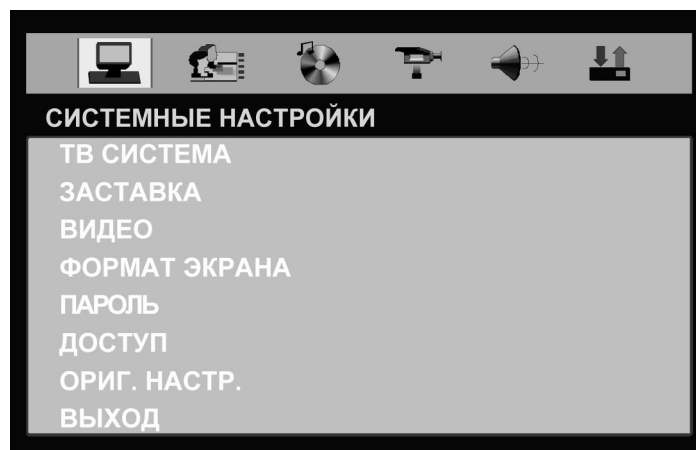 СИСТЕМНЫЕ НАСТРОЙКИ
ТВ СИСТЕМА
ЗАСТАВКА
ВИДЕО
ФОРМАТ ЭКРАНА
ПАРОЛЬ
ДОСТУП
ОРИГ. НАСТР.
ВЫХОД